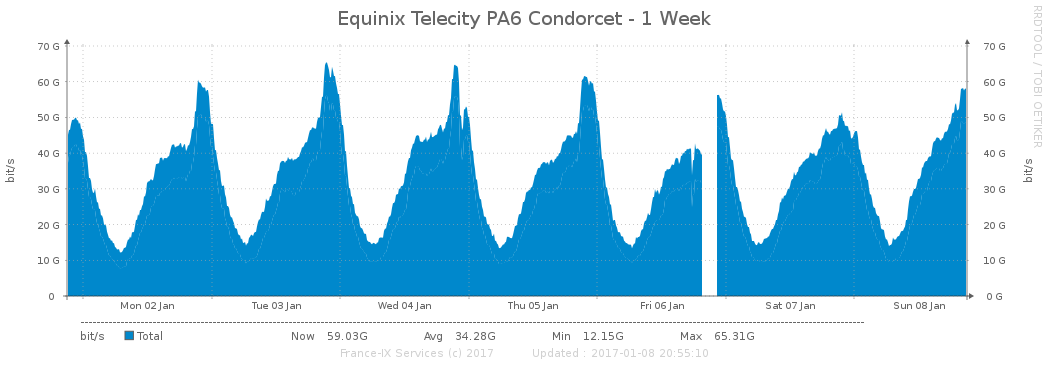 Equinix Telecity PA6 Condorcet - 1 Week
RRDTOOL / TOBI OETIKER
70 G 70 G
60 G 60 G
50 G 50 G
40 G 40 G
30 G 30 G
20 G 20 G
10 G 10 G
0 0 G
bit/s bit/s
Mon 02 Jan Tue 03 Jan Wed 04 Jan Thu 05 Jan Fri 06 Jan Sat 07 Jan Sun 08 Jan
bit/s Total Now 59.03G Avg 34.28G Min 12.15G Max 65.31G
France-IX Services (c) 2017 Updated : 2017-01-08 20:55:10